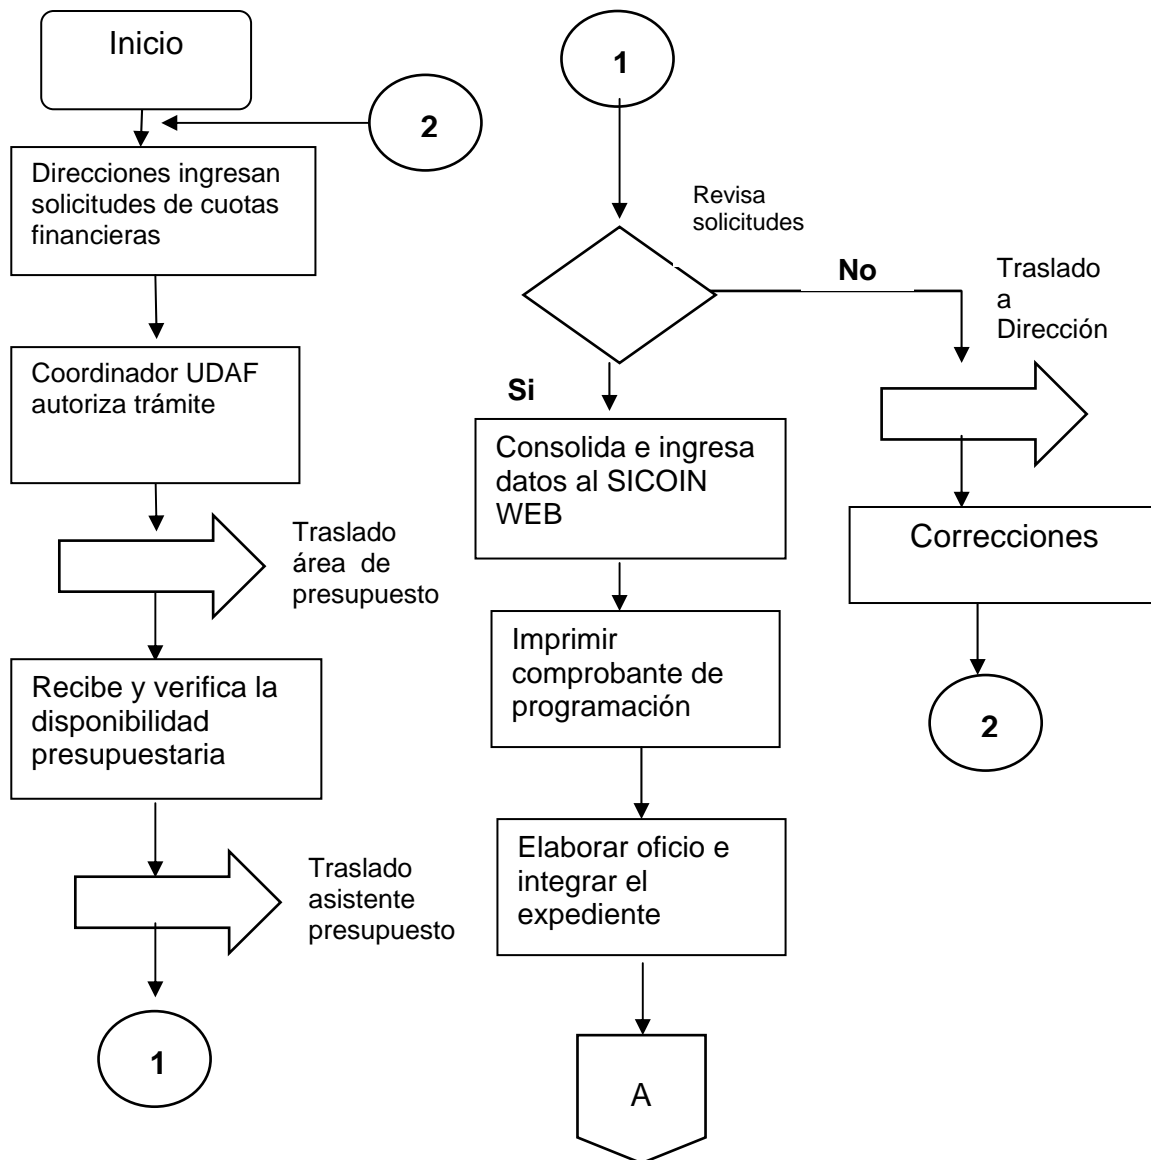 Inicio
2
Direcciones ingresan
solicitudes de cuotas
financieras
Coordinador UDAF
autoriza trámite
Traslado
área de
presupuesto
Recibe y verifica la
disponibilidad
presupuestaria
Traslado
asistente
presupuesto
1
1
Revisa
solicitudes
No
Si
Consolida e ingresa
datos al SICOIN
WEB
Imprimir
comprobante de
programación
Elaborar oficio e
integrar el
expediente
A
Traslado
a
Dirección
Correcciones
2